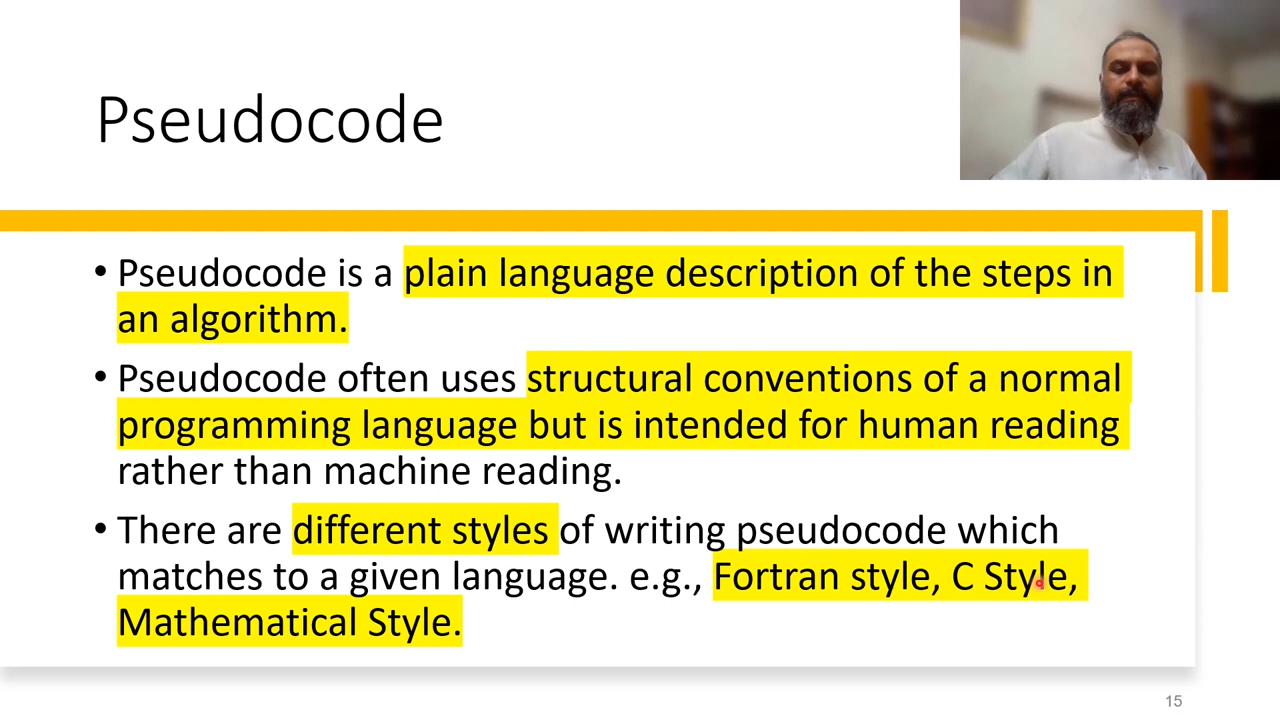 Pseudocode
• Pseudocode is a plain language description of the steps in
an algorithm.
• Pseudocode often uses structural conventions of a normal
programming language but is intended for human reading
rather than machine reading.
• There are different styles of writing pseudocode which
matches to a given language. e.g., Fortran style, C Style,
Mathematical Style.
15